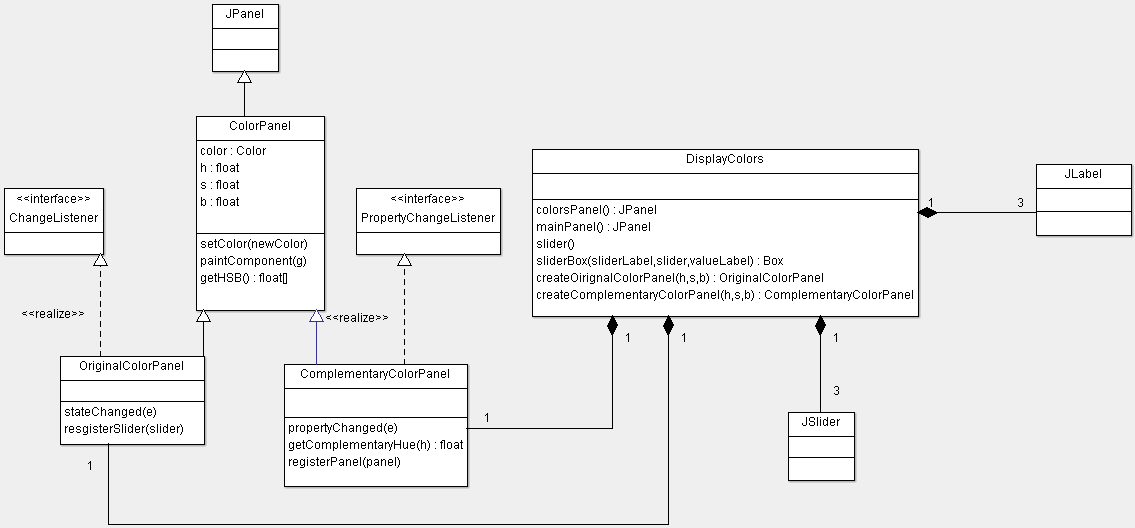 JPanel
ColorPanel
color : Color
h : float
s : float
b : float
setColor(newColor)
paintComponent(g)
getHSB() : float[]
<<interface>>
ChangeListener
<<interface>>
PropertyChangeListener
<<realize>>
<<realize>>
OriginalColorPanel
stateChanged(e)
resgisterSlider(slider)
1
ComplementaryColorPanel
propertyChanged(e)
getComplementaryHue(h) : float
registerPanel(panel)
1
DisplayColors
colorsPanel() : JPanel
mainPanel() : JPanel
slider()
sliderBox(sliderLabel,slider,valueLabel) : Box
createOirignalColorPanel(h,s,b) : OriginalColorPanel
createComplementaryColorPanel(h,s,b) : ComplementaryColorPanel
1
3
JLabel
1
1
1
3
JSlider